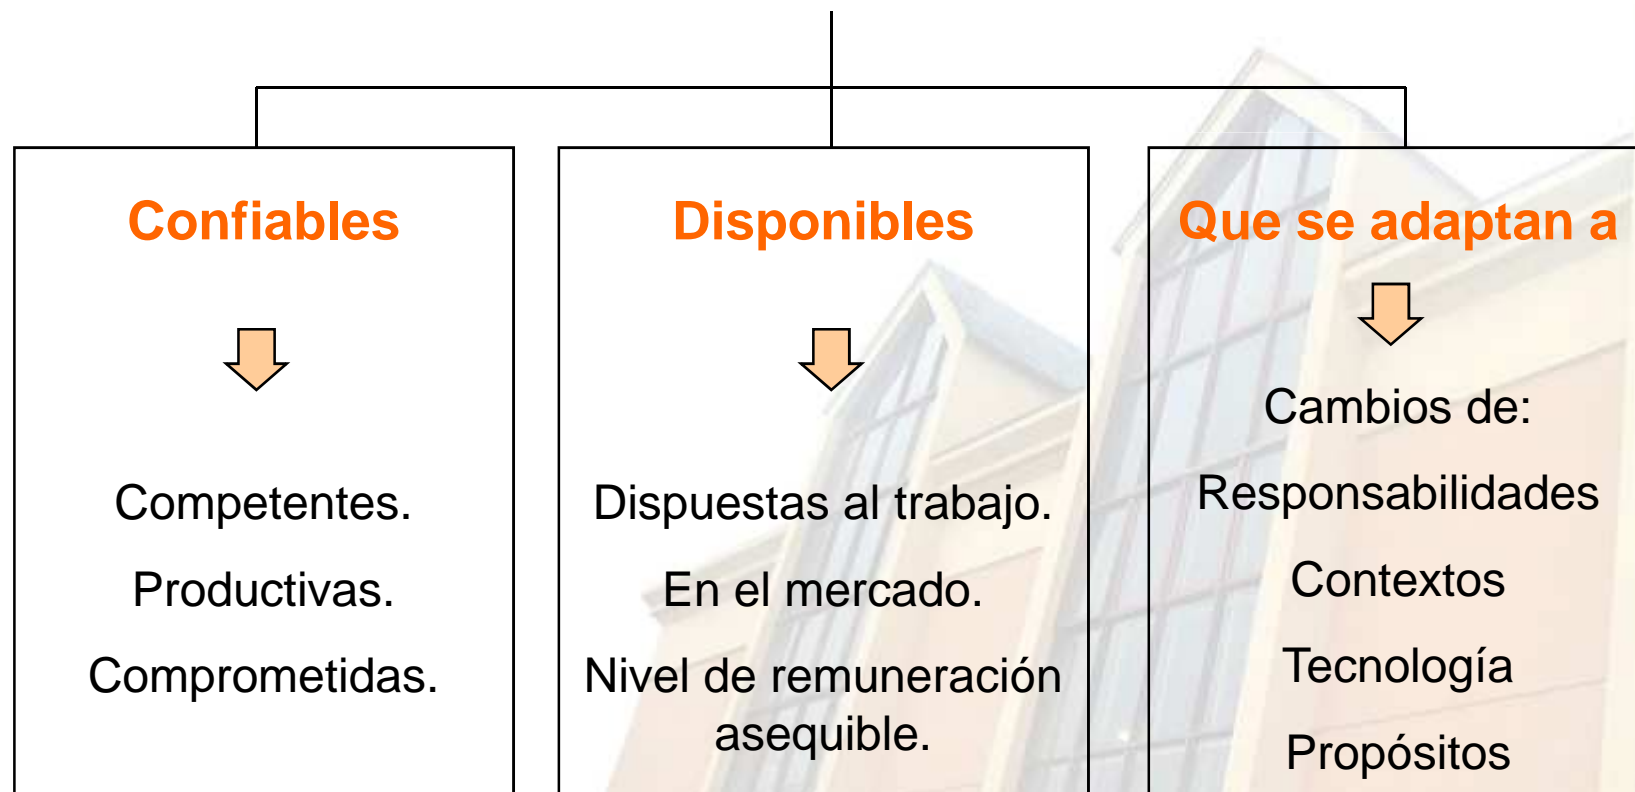 Confiables
Competentes.
Productivas.
Comprometidas.
Disponibles
Dispuestas al trabajo.
En el mercado.
Nivel de remuneración
asequible.
Que se adaptan a
Cambios de:
Responsabilidades
Contextos
Tecnología
Propósitos